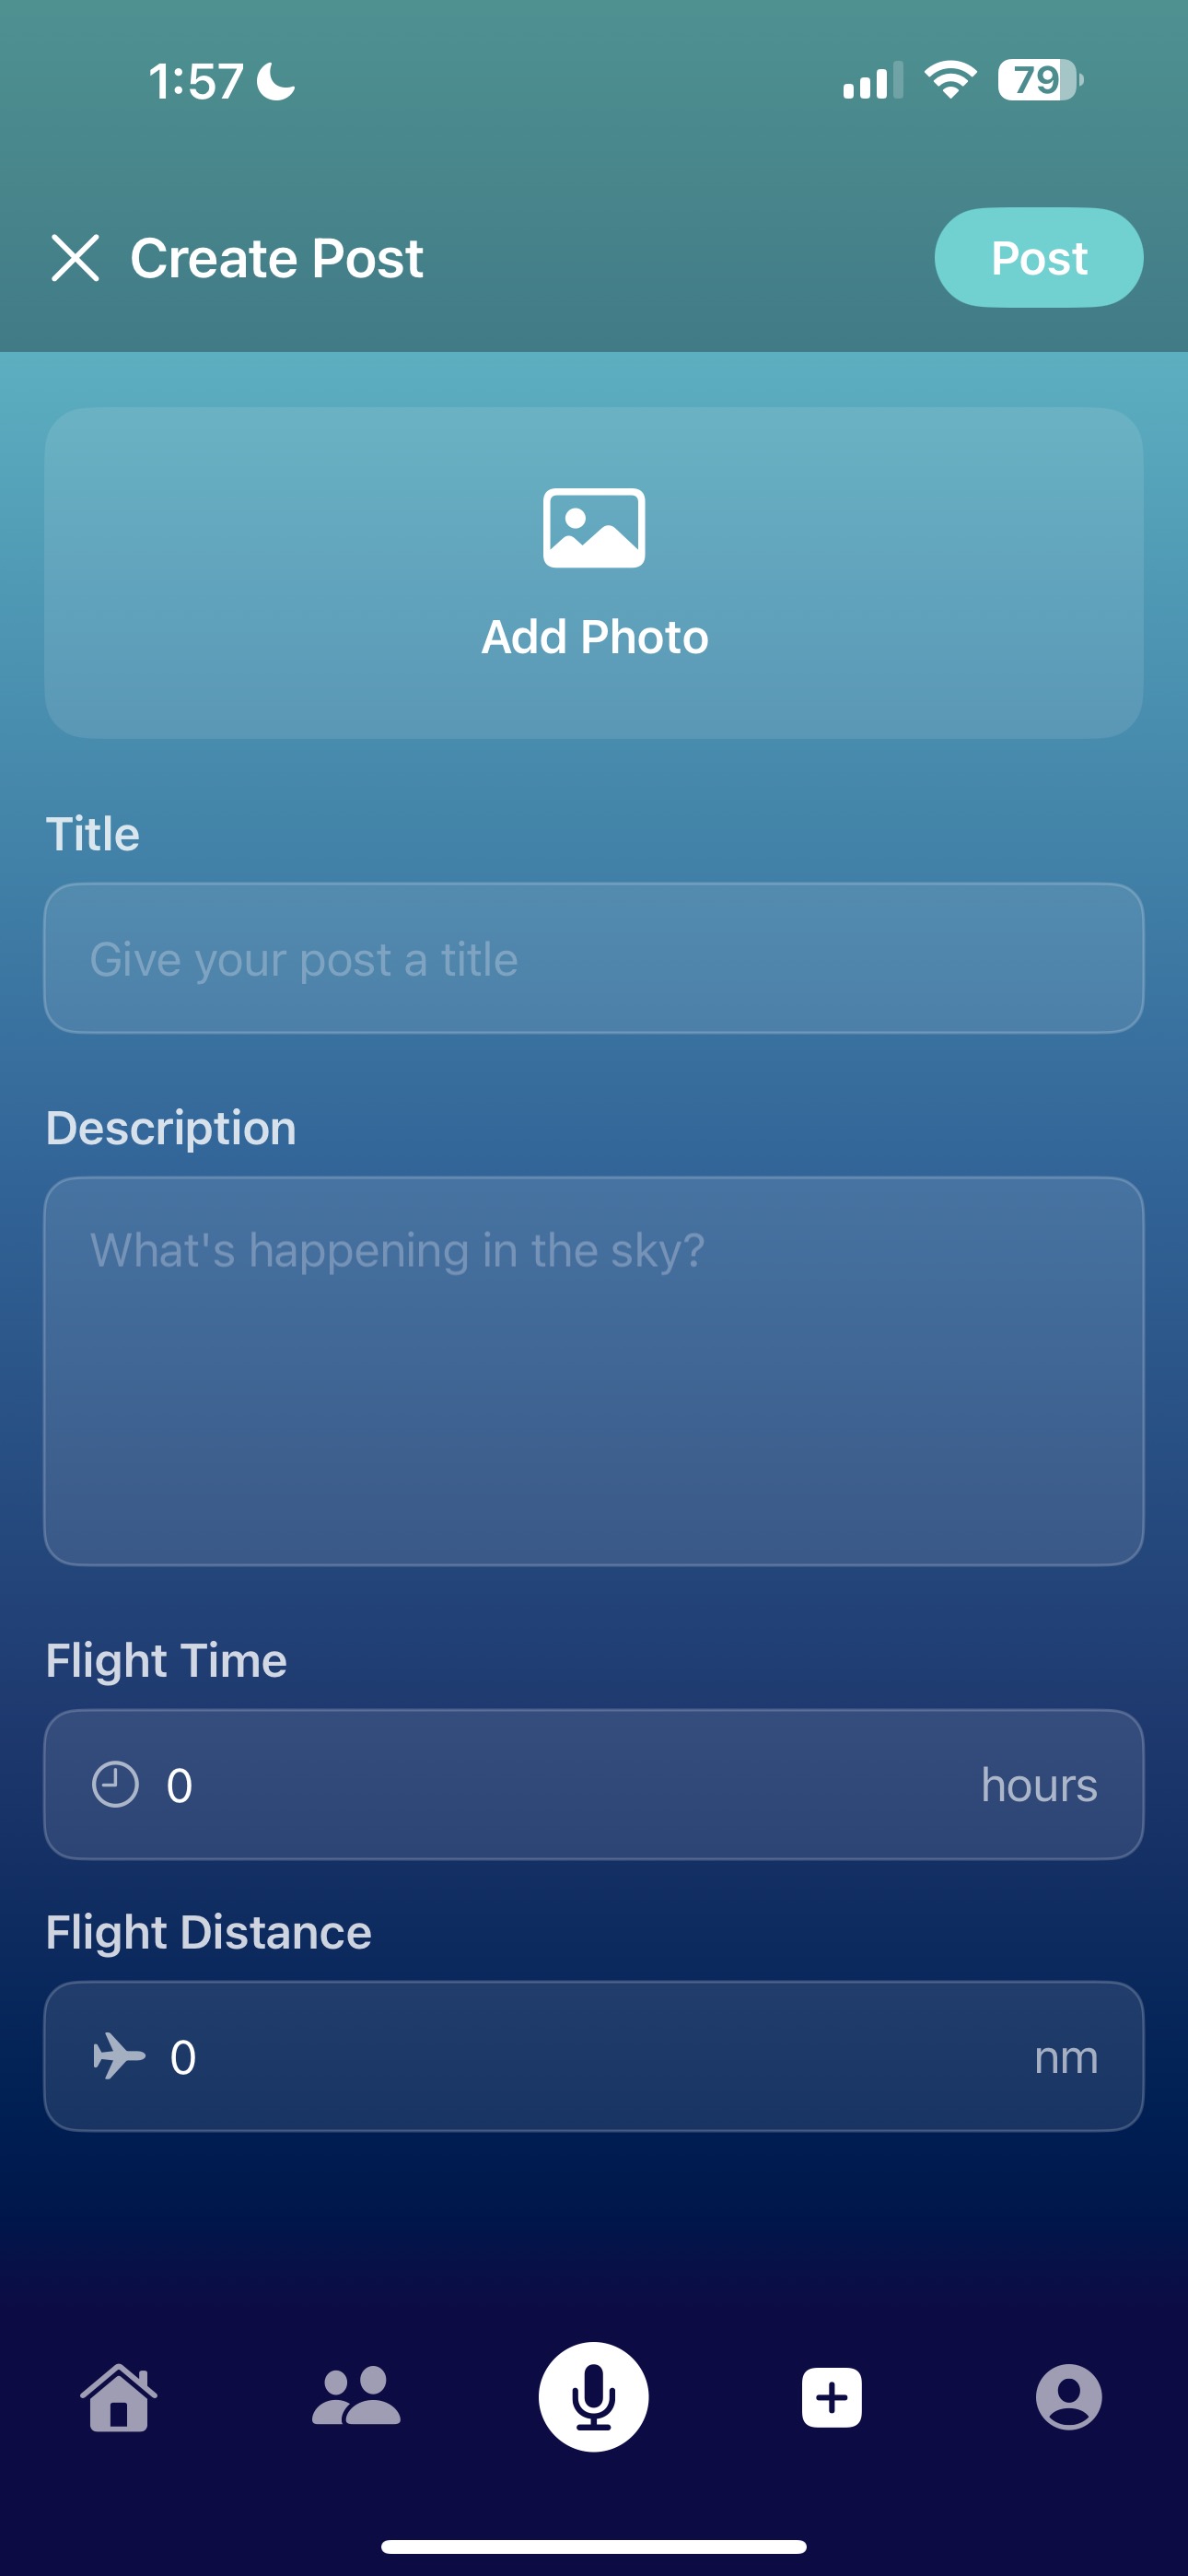 1:57
79
Create Post
Post
Add Photo
Title
Give your post a title
Description
What's happening in the sky?
Flight Time
0 hours
Flight Distance
0 nm